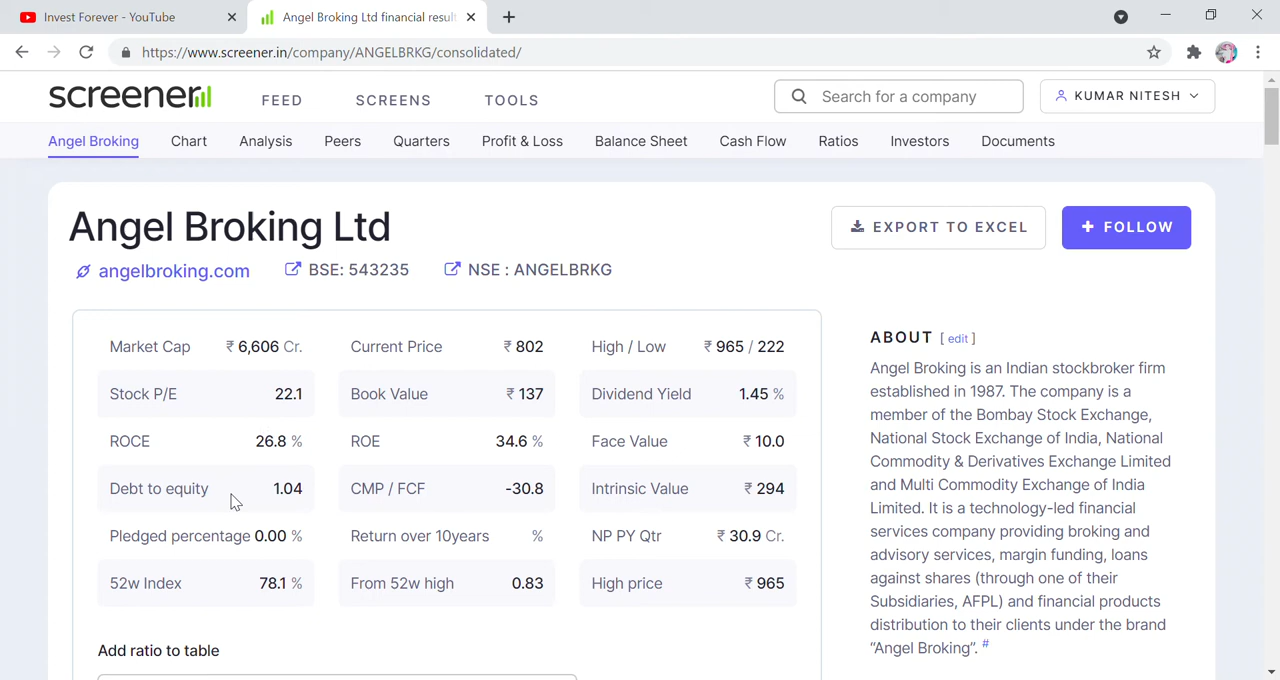 Invest Forever - YouTube
Angel Broking Ltd financial resul
https://www.screener.in/company/ANGELBRKG/consolidated/
screener
FEED
SCREENS
TOOLS
Search for a company
KUMAR NITESH
Angel Broking
Chart
Analysis
Peers
Quarters
Profit & Loss
Balance Sheet
Cash Flow
Ratios
Investors
Documents
Angel Broking Ltd
EXPORT TO EXCEL
+ FOLLOW
angelbroking.com
BSE: 543235
NSE : ANGELBRKG
Market Cap ₹ 6,606 Cr.
Current Price ₹ 802
High / Low ₹ 965 / 222
Stock P/E 22.1
Book Value ₹ 137
Dividend Yield 1.45 %
ROCE 26.8 %
ROE 34.6 %
Face Value ₹ 10.0
Debt to equity 1.04
CMP / FCF -30.8
Intrinsic Value ₹ 294
Pledged percentage 0.00 %
Return over 10years %
NP PY Qtr ₹ 30.9 Cr.
52w Index 78.1 %
From 52w high 0.83
High price ₹ 965
Add ratio to table
ABOUT [ edit ]
Angel Broking is an Indian stockbroker firm
established in 1987. The company is a
member of the Bombay Stock Exchange,
National Stock Exchange of India, National
Commodity & Derivatives Exchange Limited
and Multi Commodity Exchange of India
Limited. It is a technology-led financial
services company providing broking and
advisory services, margin funding, loans
against shares (through one of their
Subsidiaries, AFPL) and financial products
distribution to their clients under the brand
“Angel Broking”. #